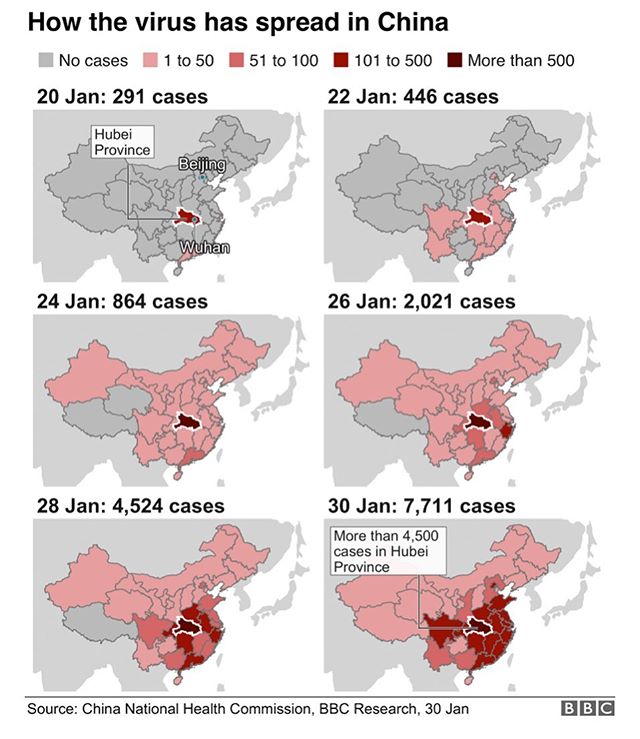 How the virus has spread in China
No cases 1 to 50 51 to 100 101 to 500 More than 500
20 Jan: 291 cases
Hubei
Province
Beijing
Wuhan
22 Jan: 446 cases
24 Jan: 864 cases
26 Jan: 2,021 cases
28 Jan: 4,524 cases
30 Jan: 7,711 cases
More than 4,500
cases in Hubei
Province
Source: China National Health Commission, BBC Research, 30 Jan
BBC